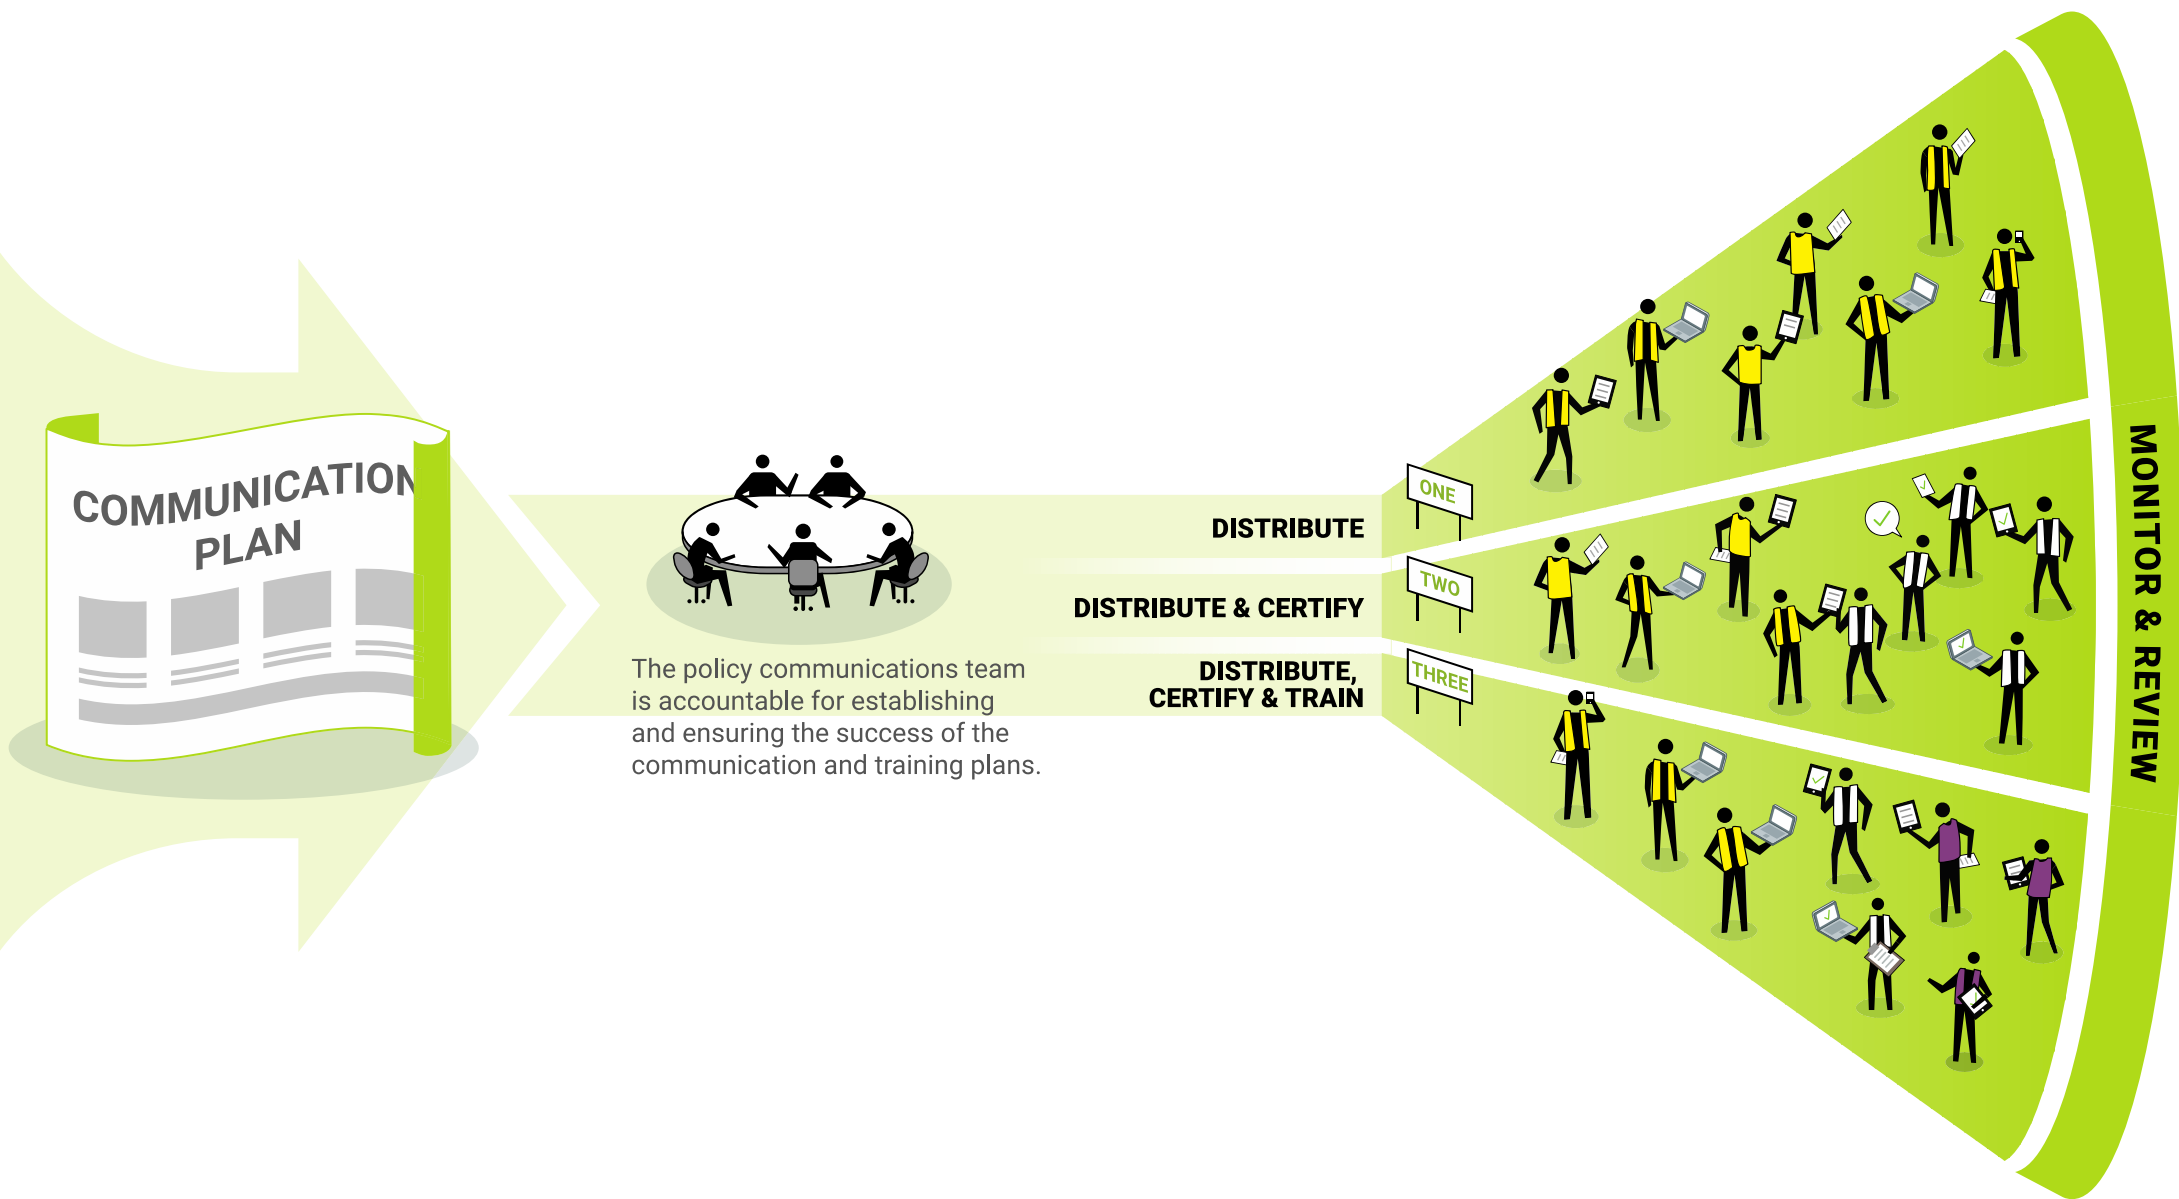 COMMUNICATION
PLAN
The policy communications team
is accountable for establishing
and ensuring the success of the
communication and training plans.
DISTRIBUTE
DISTRIBUTE & CERTIFY
DISTRIBUTE,
CERTIFY & TRAIN
ONE
TWO
THREE
MONITOR & REVIEW